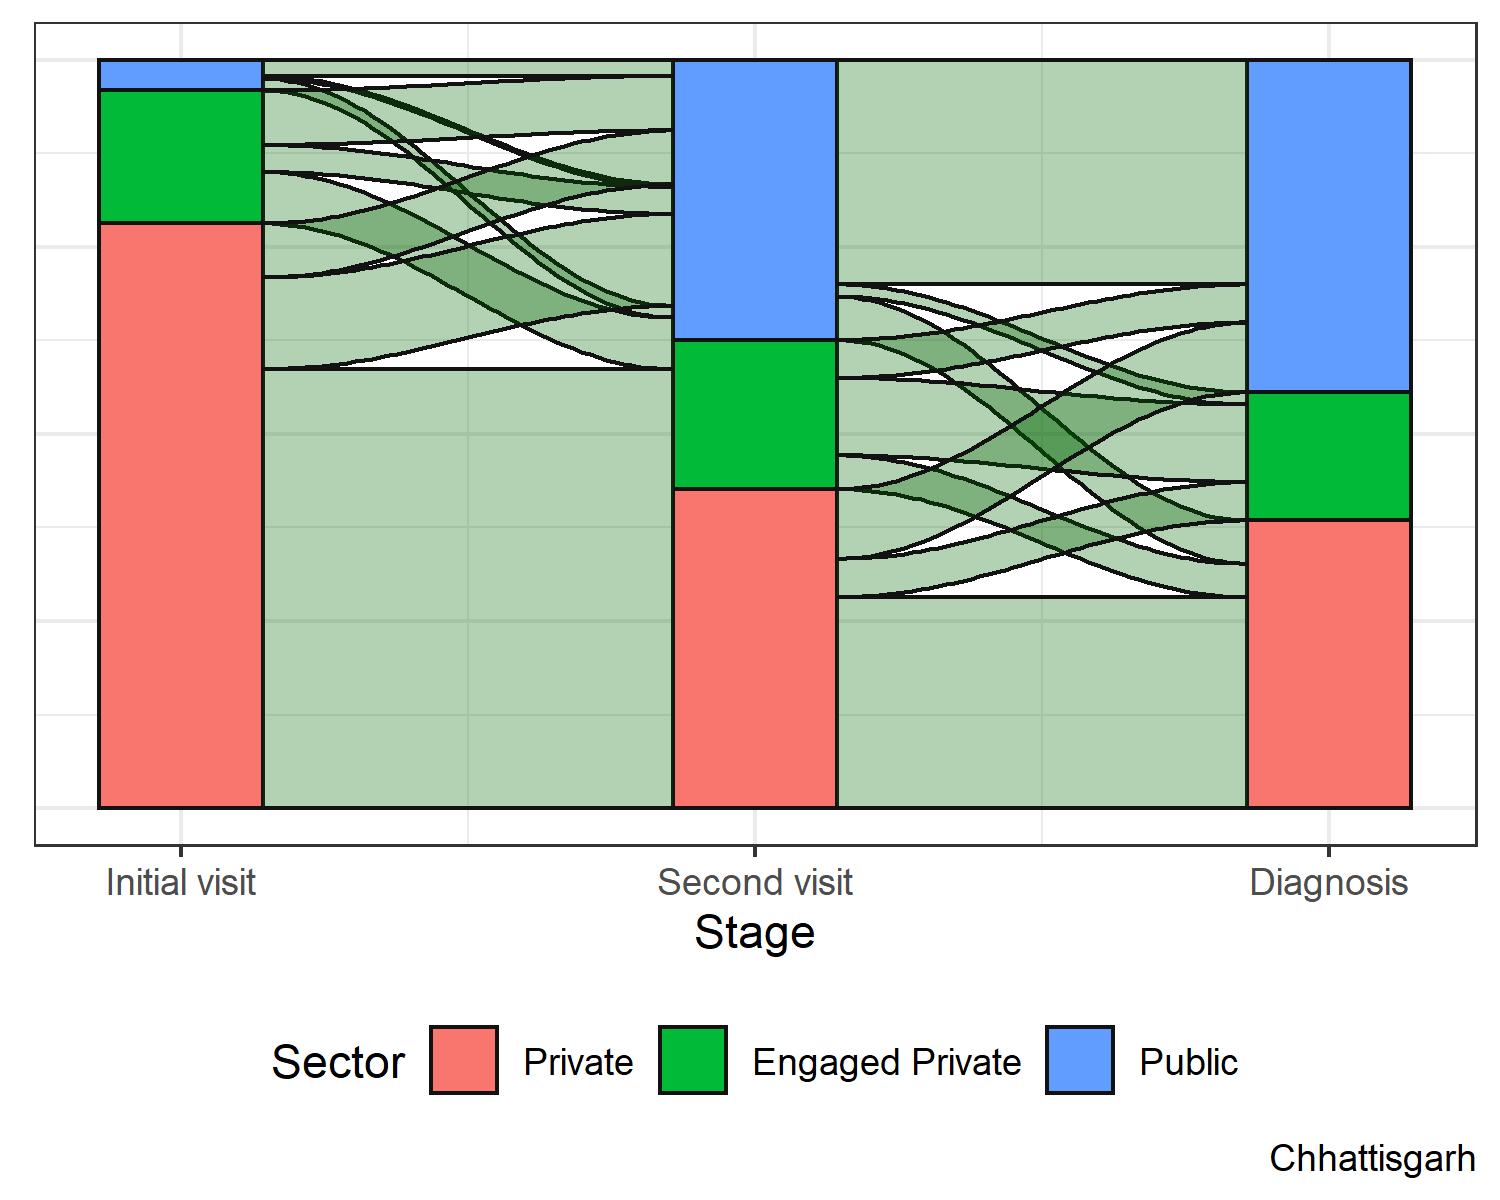 Initial visit Second visit Diagnosis
Stage
Sector Private Engaged Private Public
Chhattisgarh